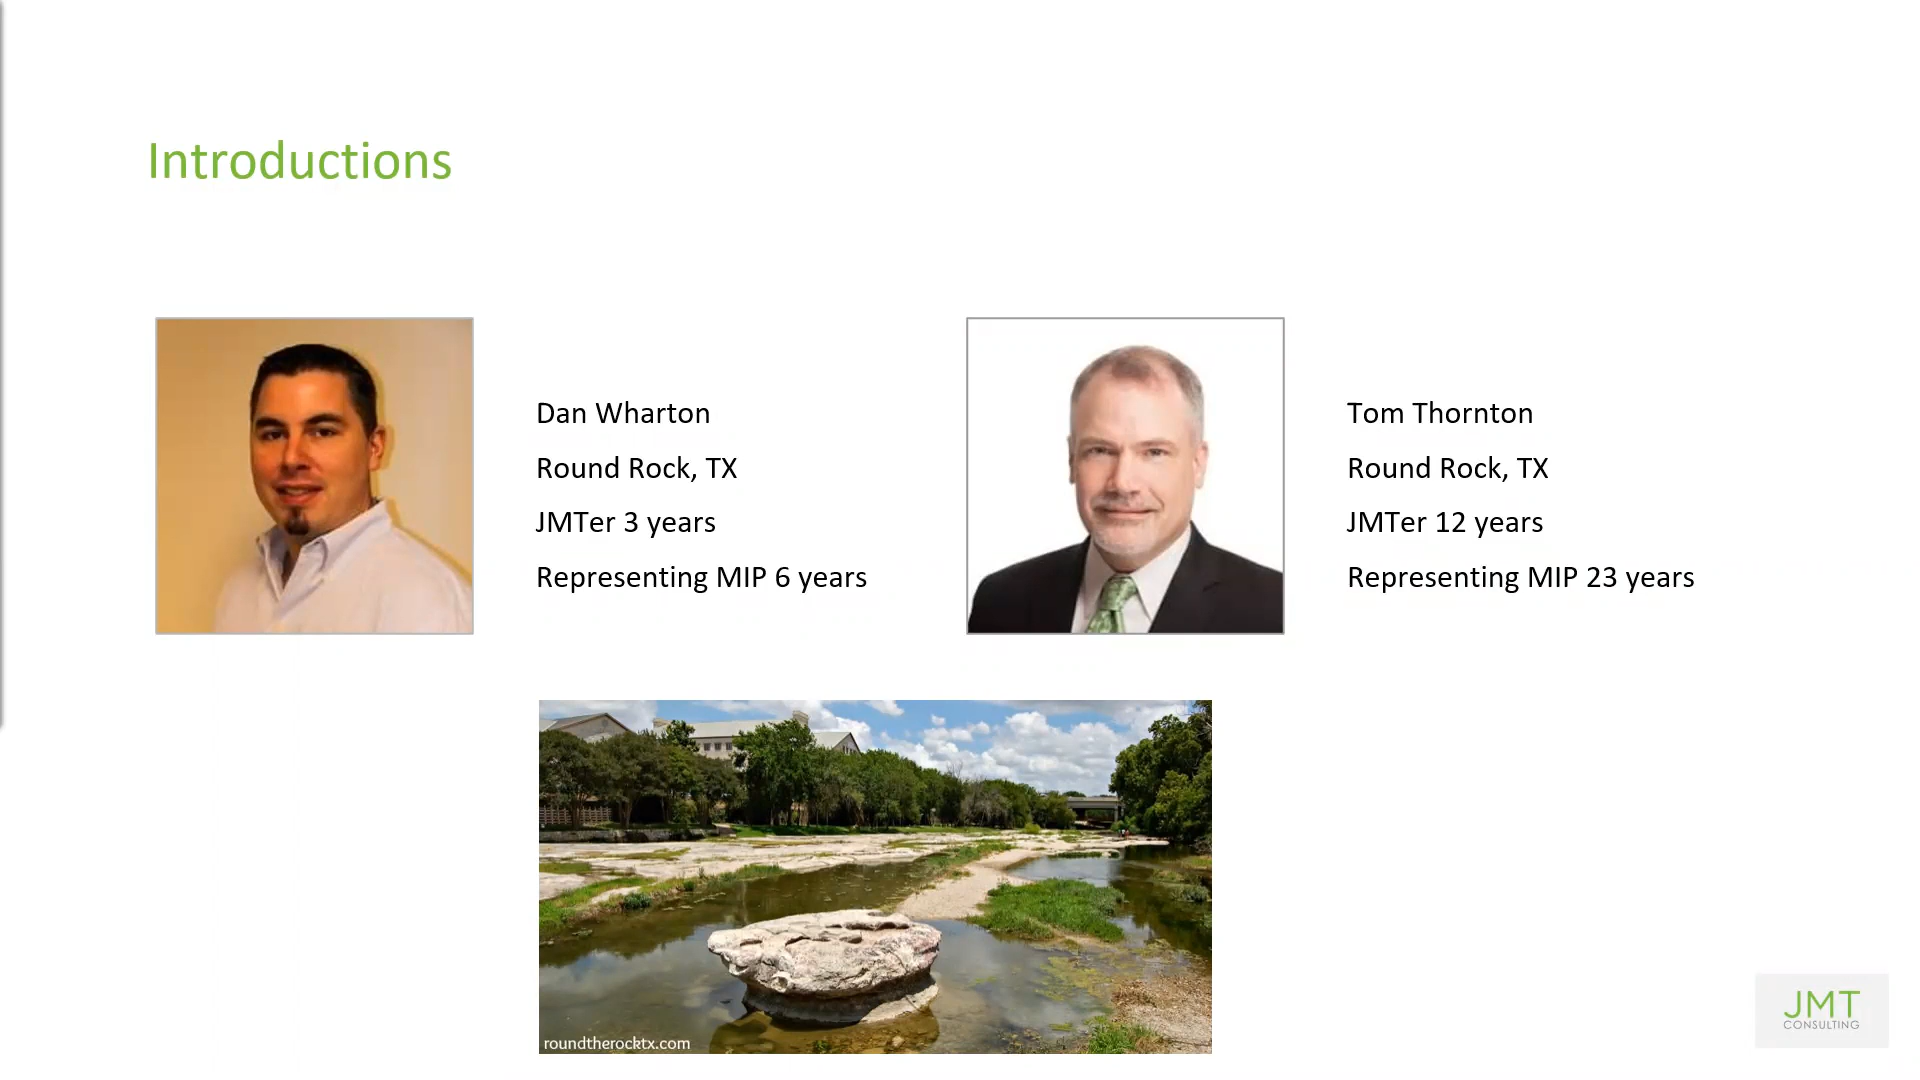 Introductions
Dan Wharton
Round Rock, TX
JMTer 3 years
Representing MIP 6 years
Tom Thornton
Round Rock, TX
JMTer 12 years
Representing MIP 23 years
roundtherocktx.com
JMT
CONSULTING